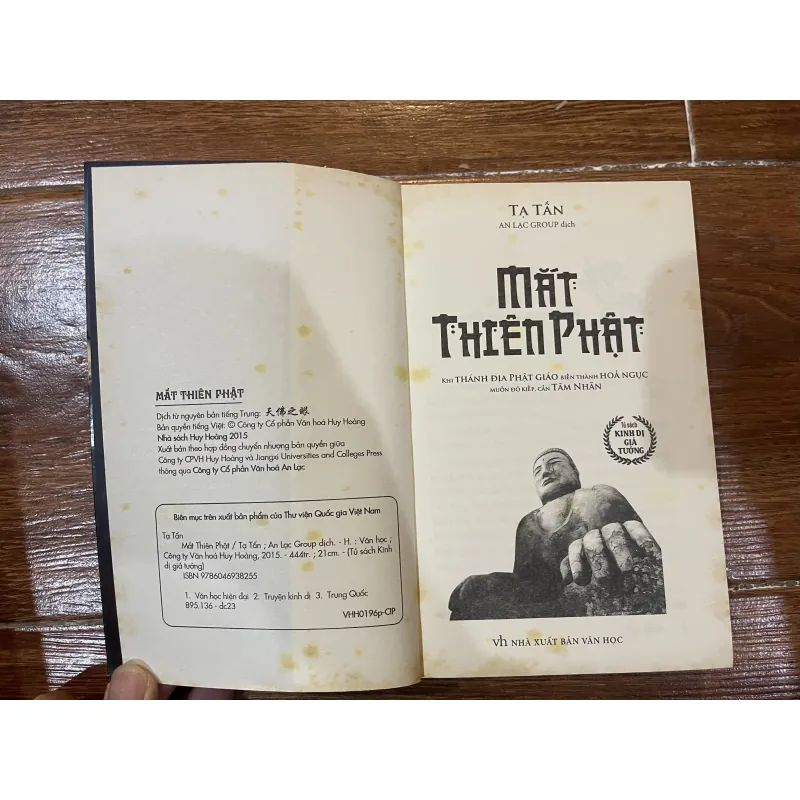 MẮT THIÊN PHẬT
Dịch từ nguyên bản tiếng Trung: 天佛之眼
Bản quyền tiếng Việt: © Công ty Cổ phần Văn hoá Huy Hoàng
Nhà sách Huy Hoàng 2015
Xuất bản theo hợp đồng chuyển nhượng bản quyền giữa
Công ty CPVH Huy Hoàng và Jiangxi Universities and Colleges Press
thông qua Công ty Cổ phần Văn hoá An Lạc
Biên mục trên xuất bản phẩm của Thư viện Quốc gia Việt Nam
Tạ Tấn
Mắt Thiên Phật / Tạ Tấn ; An Lạc Group dịch. - H. : Văn học ;
Công ty Văn hoá Huy Hoàng, 2015. - 444tr. ; 21cm. - (Tủ sách Kinh
dị giả tưởng)
ISBN 9786046938255
1. Văn học hiện đại 2. Truyện kinh dị 3. Trung Quốc
895.136 - dc23
VHH0196p-CIP
TẠ TẤN
AN LẠC GROUP dịch
MẮT
THIÊN PHẬT
KHI THÁNH ĐỊA PHẬT GIÁO BIẾN THÀNH HOẢ NGỤC
MUỐN ĐỘ KIẾP, CẦN TÂM NHÃN
Tủ sách
KINH DỊ
GIẢ
TƯỞNG
vh NHÀ XUẤT BẢN VĂN HỌC